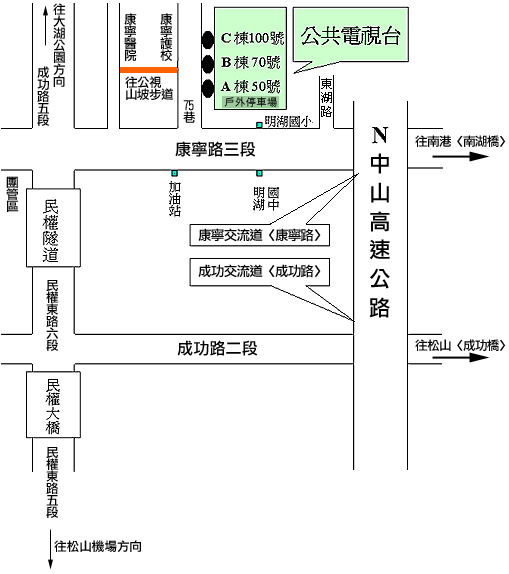 往大湖公園方向
成功路五段
康寧醫院
康寧護校
往公視
山坡步道
75巷
C 棟100號
B 棟 70號
A 棟 50號
戶外停車場
公共電視台
東湖路
明湖國小
康寧路三段
往南港〈南湖橋〉
團管區
加油站
明湖
國中
N
中山高速公路
民權隧道
康寧交流道〈康寧路〉
成功交流道〈成功路〉
民權東路六段
成功路二段
往松山〈成功橋〉
民權大橋
民權東路五段
往松山機場方向